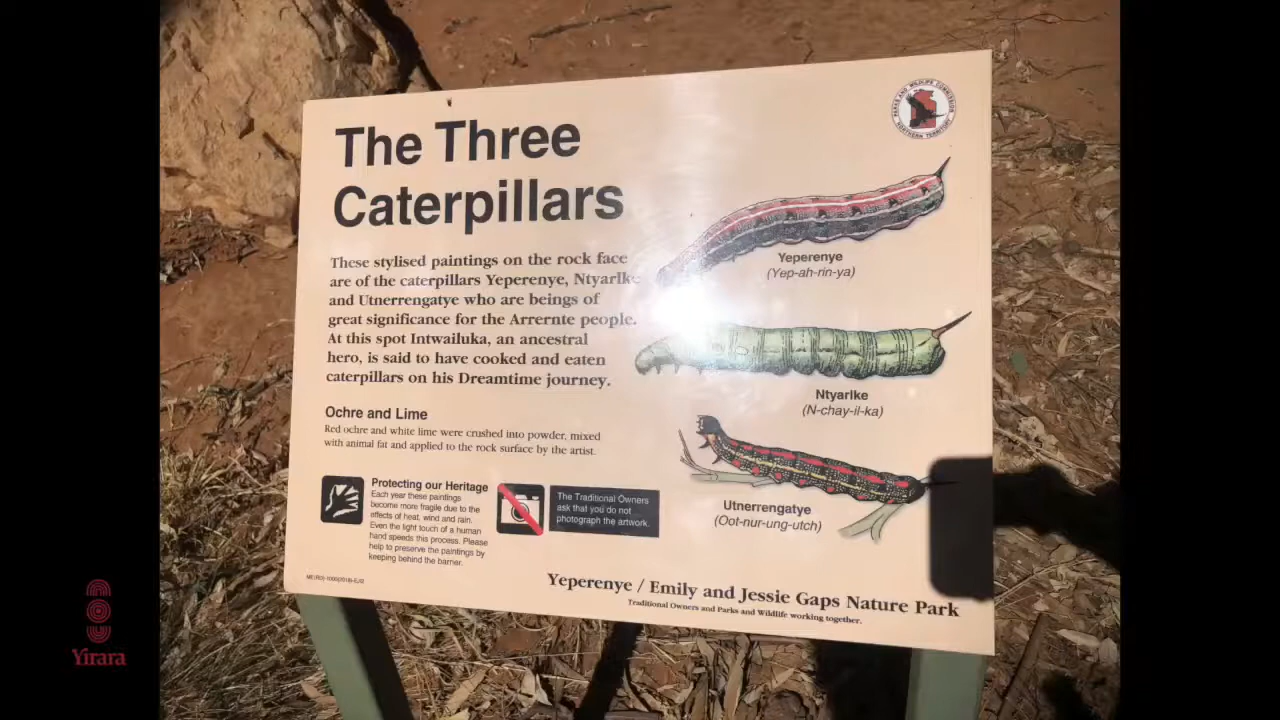 The Three
Caterpillars
These stylised paintings on the rock face
are of the caterpillars Yeperenye, Ntyarlke
and Utnerrengatye who are beings of
great significance for the Arrernte people.
At this spot Intwailuka, an ancestral
hero, is said to have cooked and eaten
caterpillars on his Dreamtime journey.
Ochre and Lime
Red ochre and white lime were crushed into powder, mixed
with animal fat and applied to the rock surface by the artist.
Protecting our Heritage
Each year these paintings
become more fragile due to the
effects of heat, wind and rain.
Even the light touch of a human
hand speeds this process. Please
help to preserve the paintings by
keeping behind the barrier.
The Traditional Owners
ask that you do not
photograph the artwork.
PARKS AND WILDLIFE COMMISSION
NORTHERN TERRITORY
Yeperenye
(Yep-ah-rin-ya)
Ntyarlke
(N-chay-il-ka)
Utnerrengatye
(Oot-nur-ung-utch)
Yeperenye / Emily and Jessie Gaps Nature Park
Traditional Owners and Parks and Wildlife working together.
Yirara